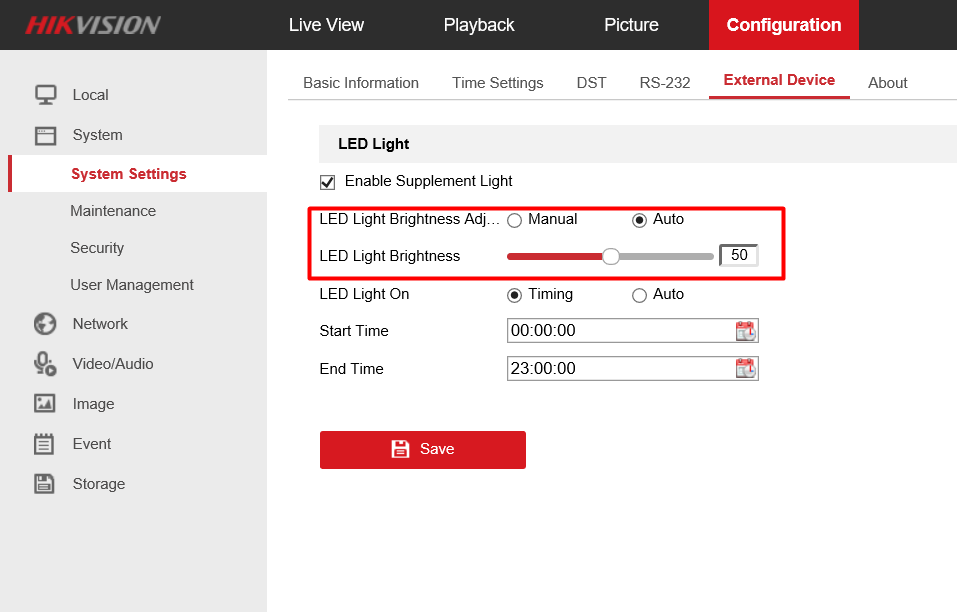 HIKVISION
Live View Playback Picture Configuration
Basic Information Time Settings DST RS-232 External Device About
Local
System
System Settings
Maintenance
Security
User Management
Network
Video/Audio
Image
Event
Storage
LED Light
Enable Supplement Light
LED Light Brightness Adj... Manual Auto
LED Light Brightness 50
LED Light On Timing Auto
Start Time 00:00:00
End Time 23:00:00
Save